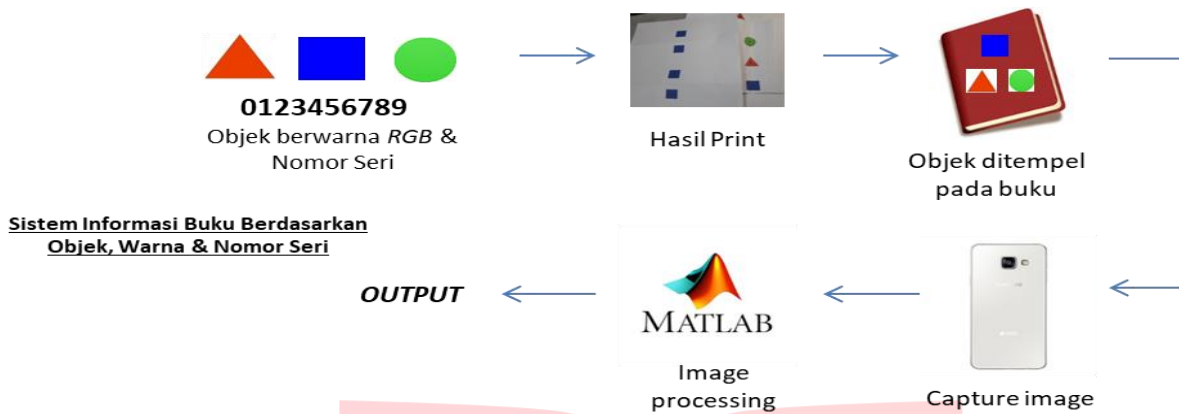 0123456789
Objek berwarna RGB &
Nomor Seri
Hasil Print
Objek ditempel
pada buku
Sistem Informasi Buku Berdasarkan
Objek, Warna & Nomor Seri
OUTPUT
MATLAB
Image
processing
Capture image